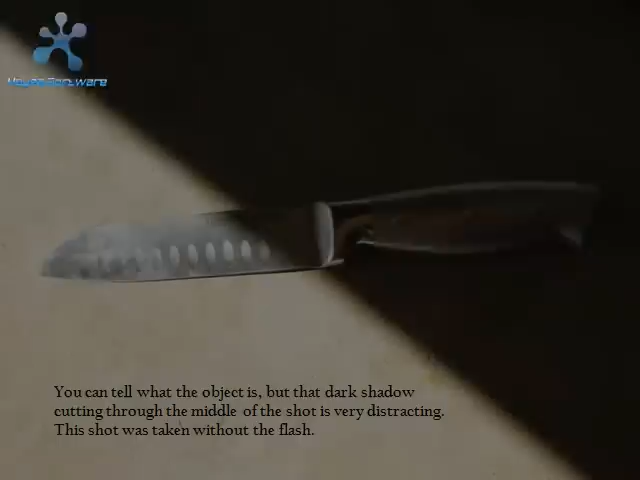 You can tell what the object is, but that dark shadow
cutting through the middle of the shot is very distracting.
This shot was taken without the flash.